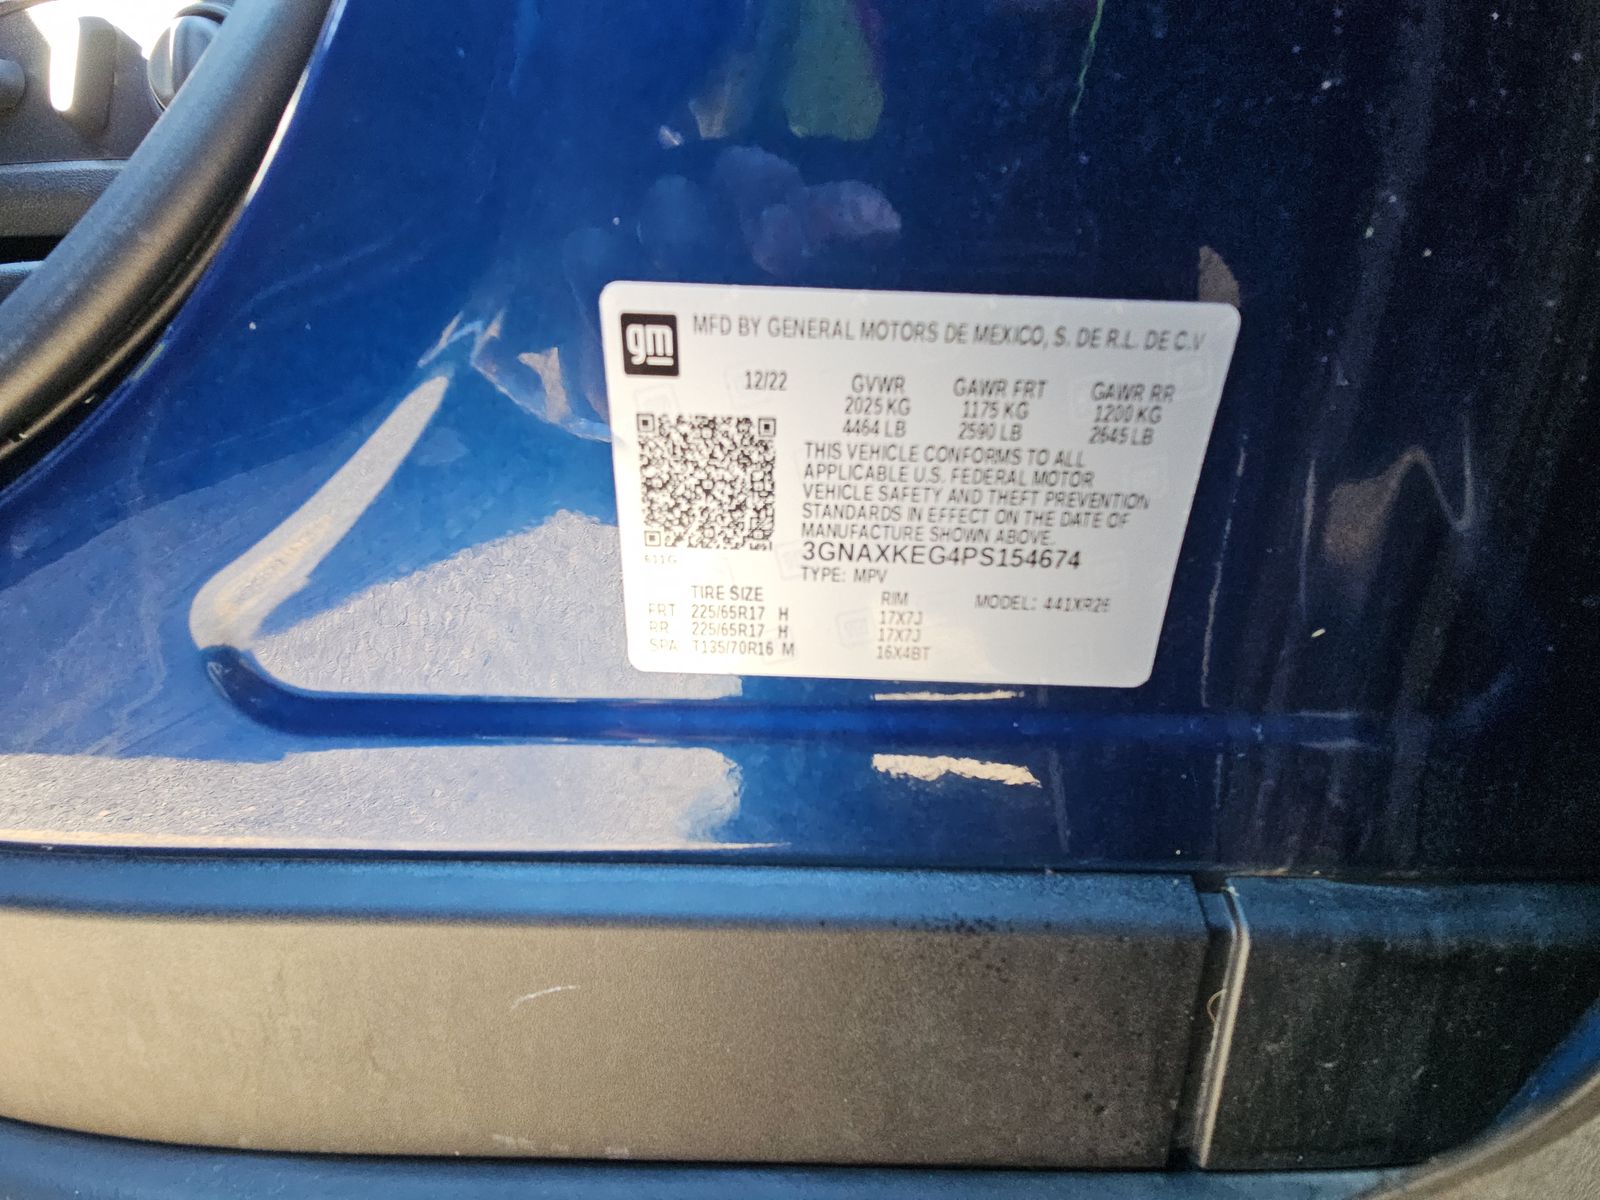 gm MFD BY GENERAL MOTORS DE MEXICO, S. DE R.L. DE C.V
12/22 GVWR GAWR FRT GAWR RR
2025 KG 1175 KG 1200 KG
4464 LB 2590 LB 2645 LB
THIS VEHICLE CONFORMS TO ALL
APPLICABLE U.S. FEDERAL MOTOR
VEHICLE SAFETY AND THEFT PREVENTION
STANDARDS IN EFFECT ON THE DATE OF
MANUFACTURE SHOWN ABOVE.
3GNAXKEG4PS154674
611G TYPE: MPV
TIRE SIZE RIM MODEL: 441XR26
FRT 225/65R17 H 17X7J
RR 225/65R17 H 17X7J
SPA T135/70R16 M 16X4BT